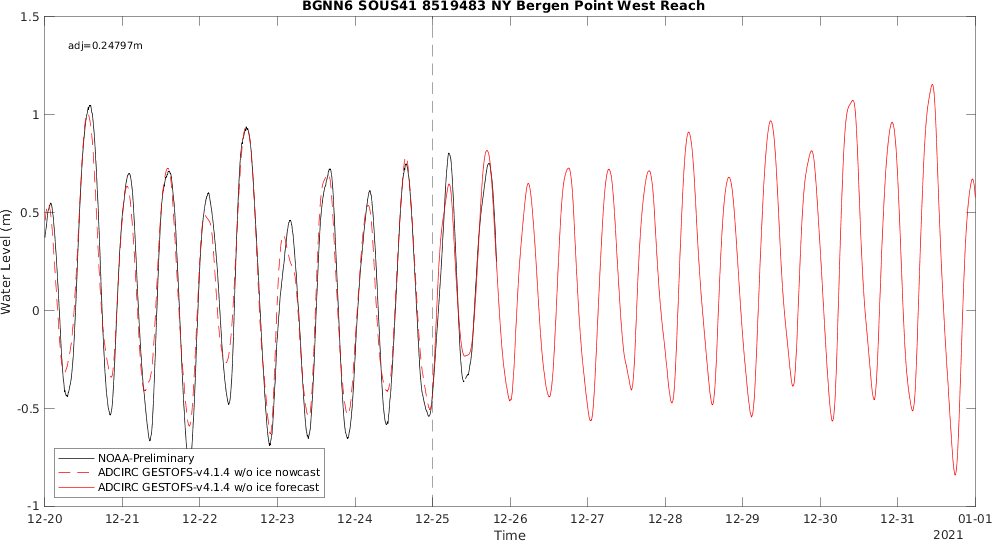 BGNN6 SOUS41 8519483 NY Bergen Point West Reach
adj=0.24797m
1.5
1
0.5
0
-0.5
-1
Water Level (m)
NOAA-Preliminary
ADCIRC GESTOFS-v4.1.4 w/o ice nowcast
ADCIRC GESTOFS-v4.1.4 w/o ice forecast
12-20 12-21 12-22 12-23 12-24 12-25 12-26 12-27 12-28 12-29 12-30 12-31 01-01
Time
2021